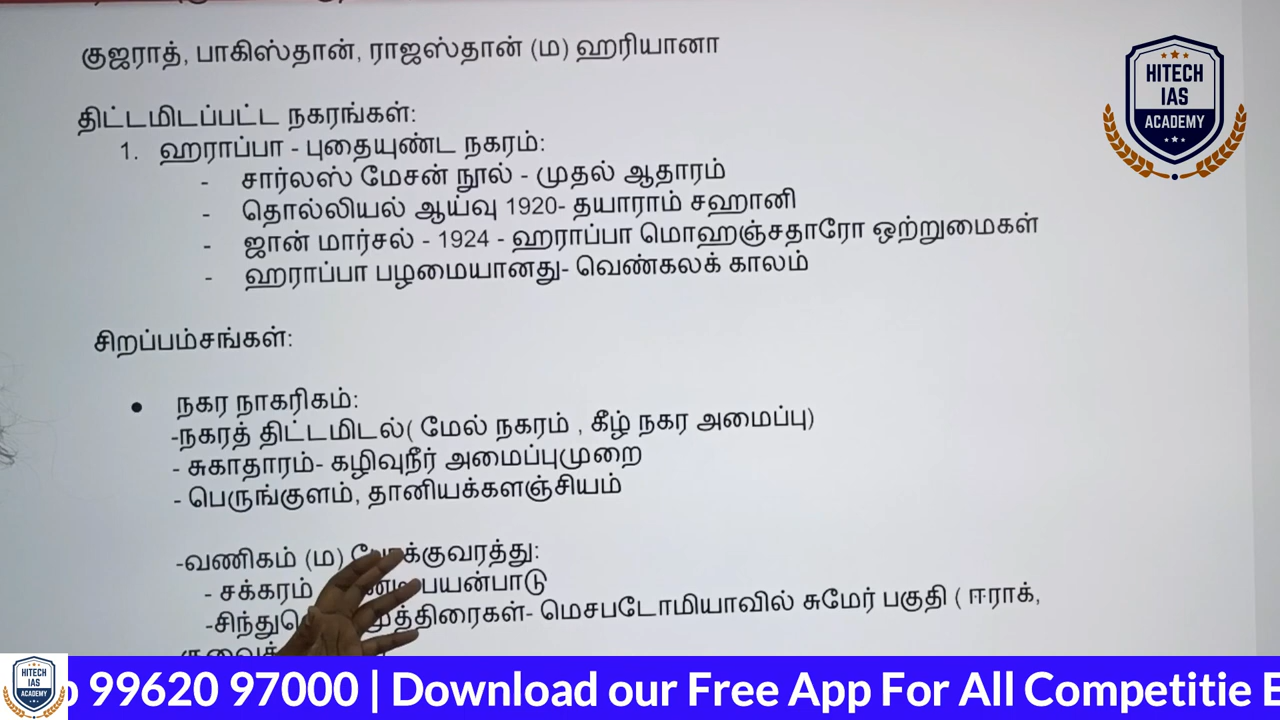 குஜராத், பாகிஸ்தான், ராஜஸ்தான் (ம) ஹரியானா
HITECH
IAS
ACADEMY
திட்டமிடப்பட்ட நகரங்கள்:
1. ஹராப்பா - புதையுண்ட நகரம்:
- சார்லஸ் மேசன் நூல் - முதல் ஆதாரம்
- தொல்லியல் ஆய்வு 1920- தயாராம் சஹானி
- ஜான் மார்சல் - 1924 - ஹராப்பா மொஹஞ்சதாரோ ஒற்றுமைகள்
- ஹராப்பா பழமையானது- வெண்கலக் காலம்
சிறப்பம்சங்கள்:
● நகர நாகரிகம்:
-நகரத் திட்டமிடல்( மேல் நகரம் , கீழ் நகர அமைப்பு)
- சுகாதாரம்- கழிவுநீர் அமைப்புமுறை
- பெருங்குளம், தானியக்களஞ்சியம்
-வணிகம் (ம)
- சக்கரம் பயன்பாடு
- மெசபடோமியாவில் சுமேர் பகுதி ( ஈராக்,
HITECH
IAS
ACADEMY
99620 97000 | Download our Free App For All Competitie E